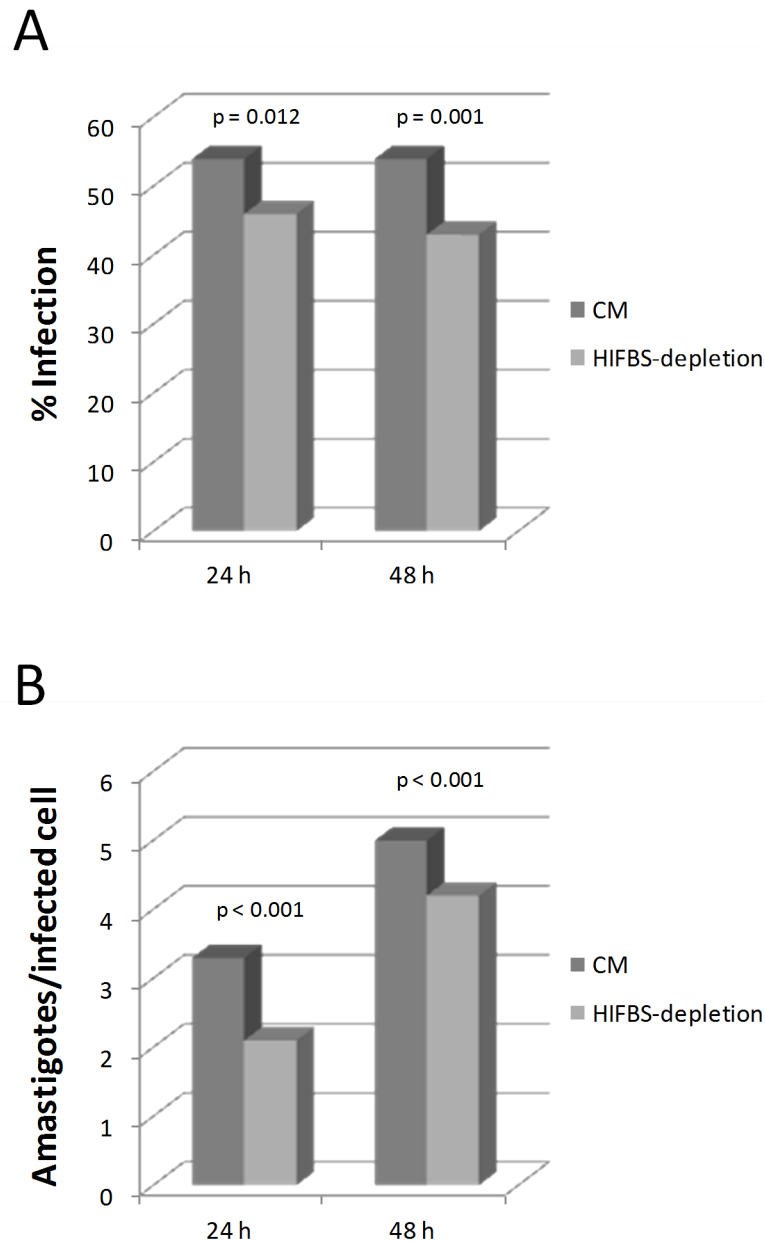 A
% Infection
60
50
40
30
20
10
0
p = 0.012
p = 0.001
24 h
48 h
CM
HIFBS-depletion
B
Amastigotes/infected cell
6
5
4
3
2
1
0
p < 0.001
p < 0.001
24 h
48 h
CM
HIFBS-depletion